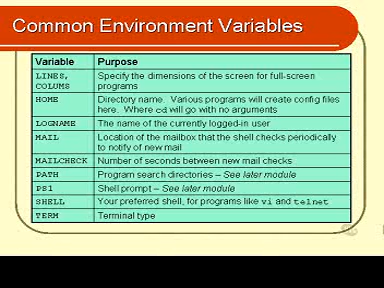 Common Environment Variables
Variable Purpose
LINES, Specify the dimensions of the screen for full-screen
COLUMS programs
HOME Directory name. Various programs will create config files
here. Where cd will go with no arguments
LOGNAME The name of the currently logged-in user
MAIL Location of the mailbox that the shell checks periodically
to notify of new mail
MAILCHECK Number of seconds between new mail checks
PATH Program search directories – See later module
PS1 Shell prompt – See later module
SHELL Your preferred shell, for programs like vi and telnet
TERM Terminal type